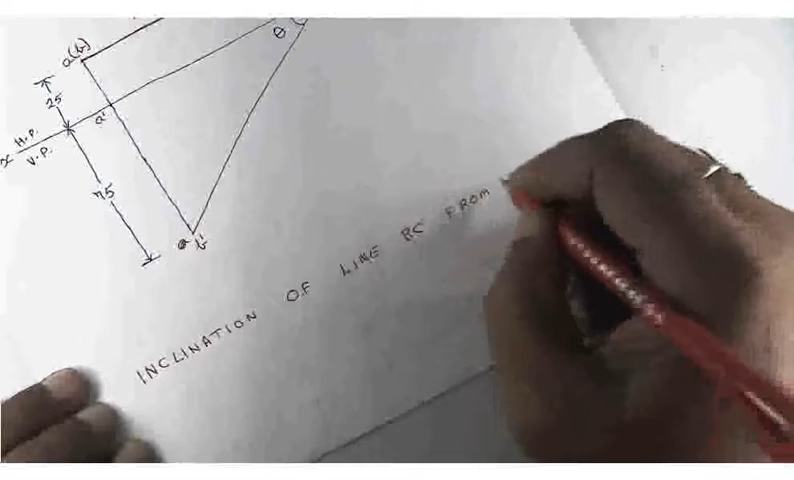 a(b)
θ
25
a'
x H.P.
V.P.
75
b'
INCLINATION OF LINE BC FROM